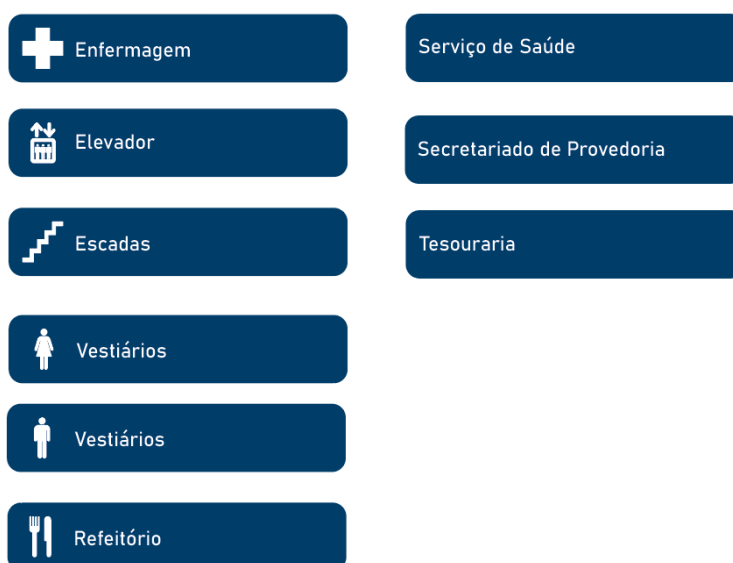 Enfermagem
Elevador
Escadas
Vestiários
Vestiários
Refeitório
Serviço de Saúde
Secretariado de Provedoria
Tesouraria